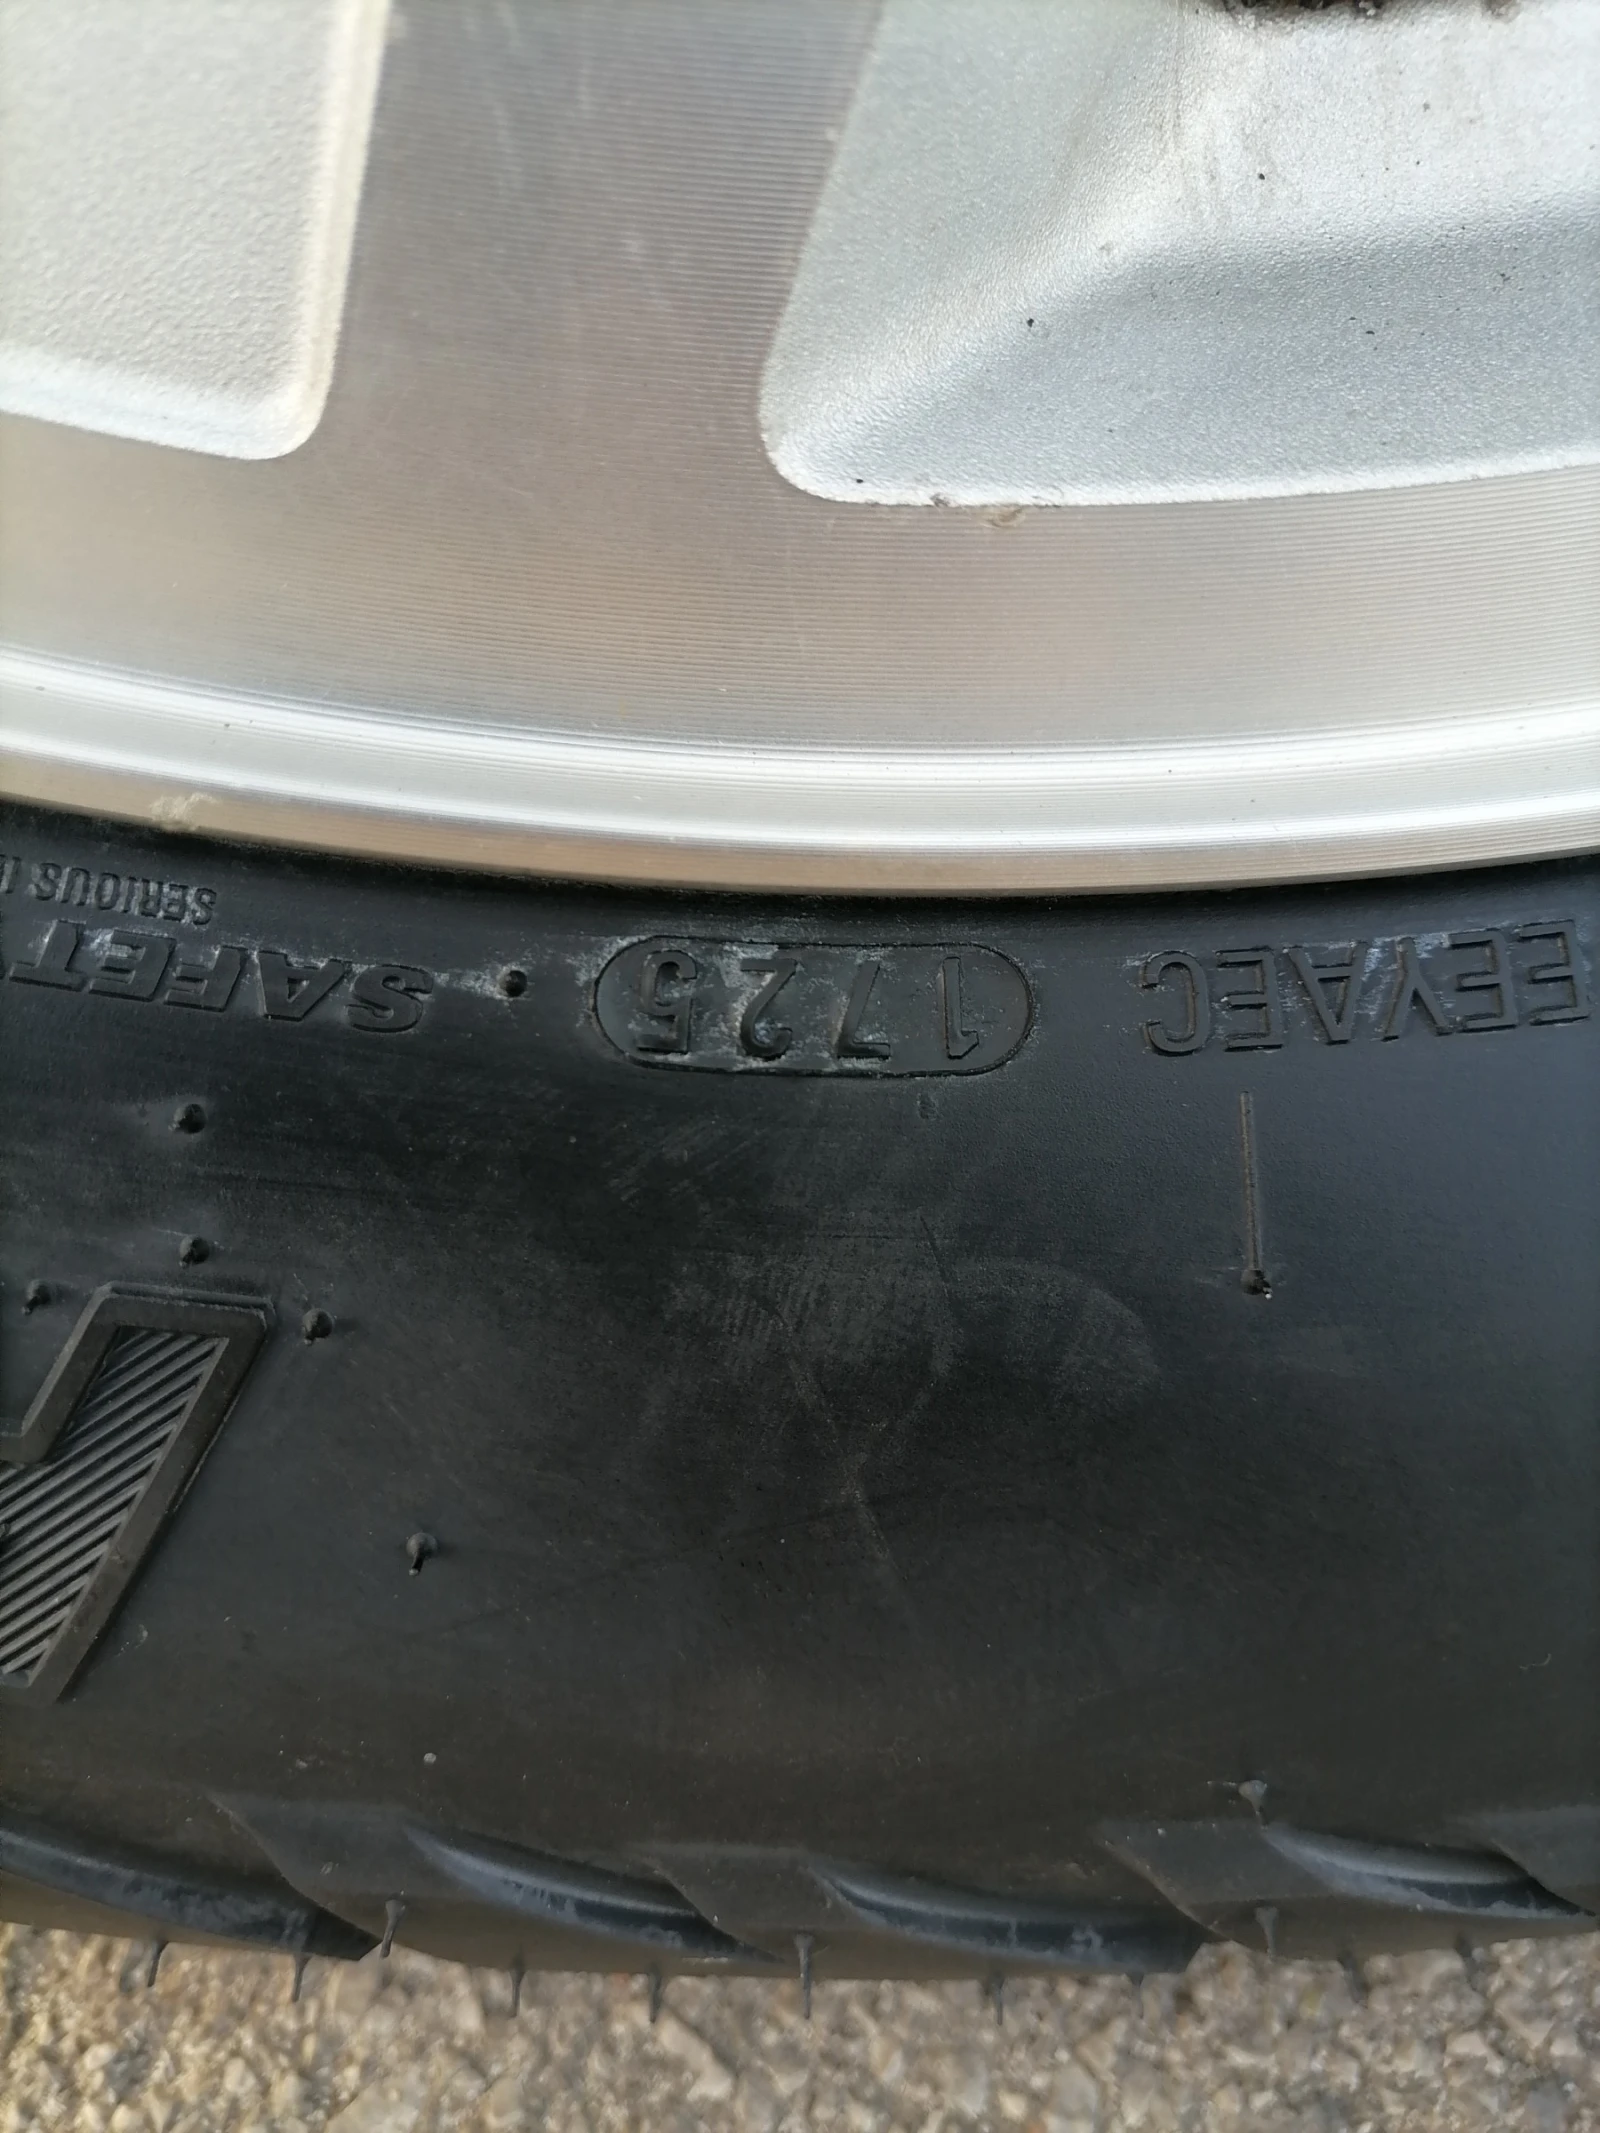 EEYAEC 1725 SAFET
SERIOUS I